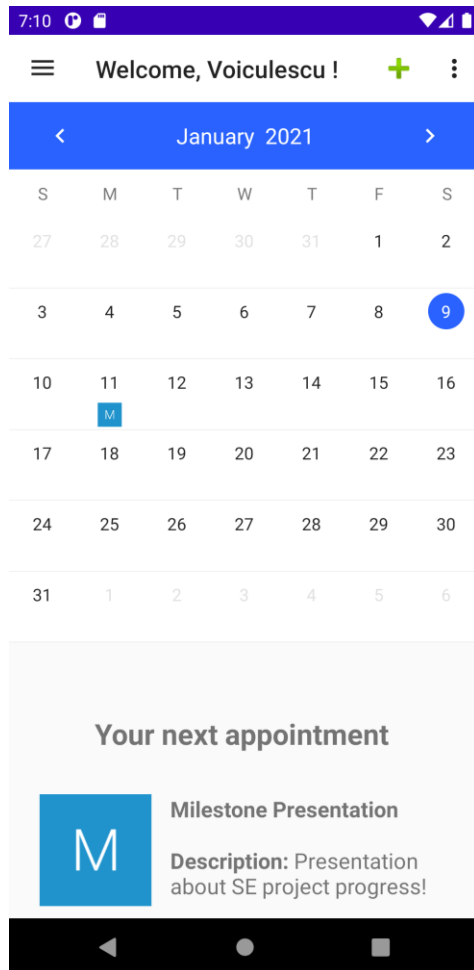 7:10
Welcome, Voiculescu !
January 2021
S M T W T F S
27 28 29 30 31 1 2
3 4 5 6 7 8 9
10 11 12 13 14 15 16
M
17 18 19 20 21 22 23
24 25 26 27 28 29 30
31 1 2 3 4 5 6
Your next appointment
M
Milestone Presentation
Description: Presentation
about SE project progress!